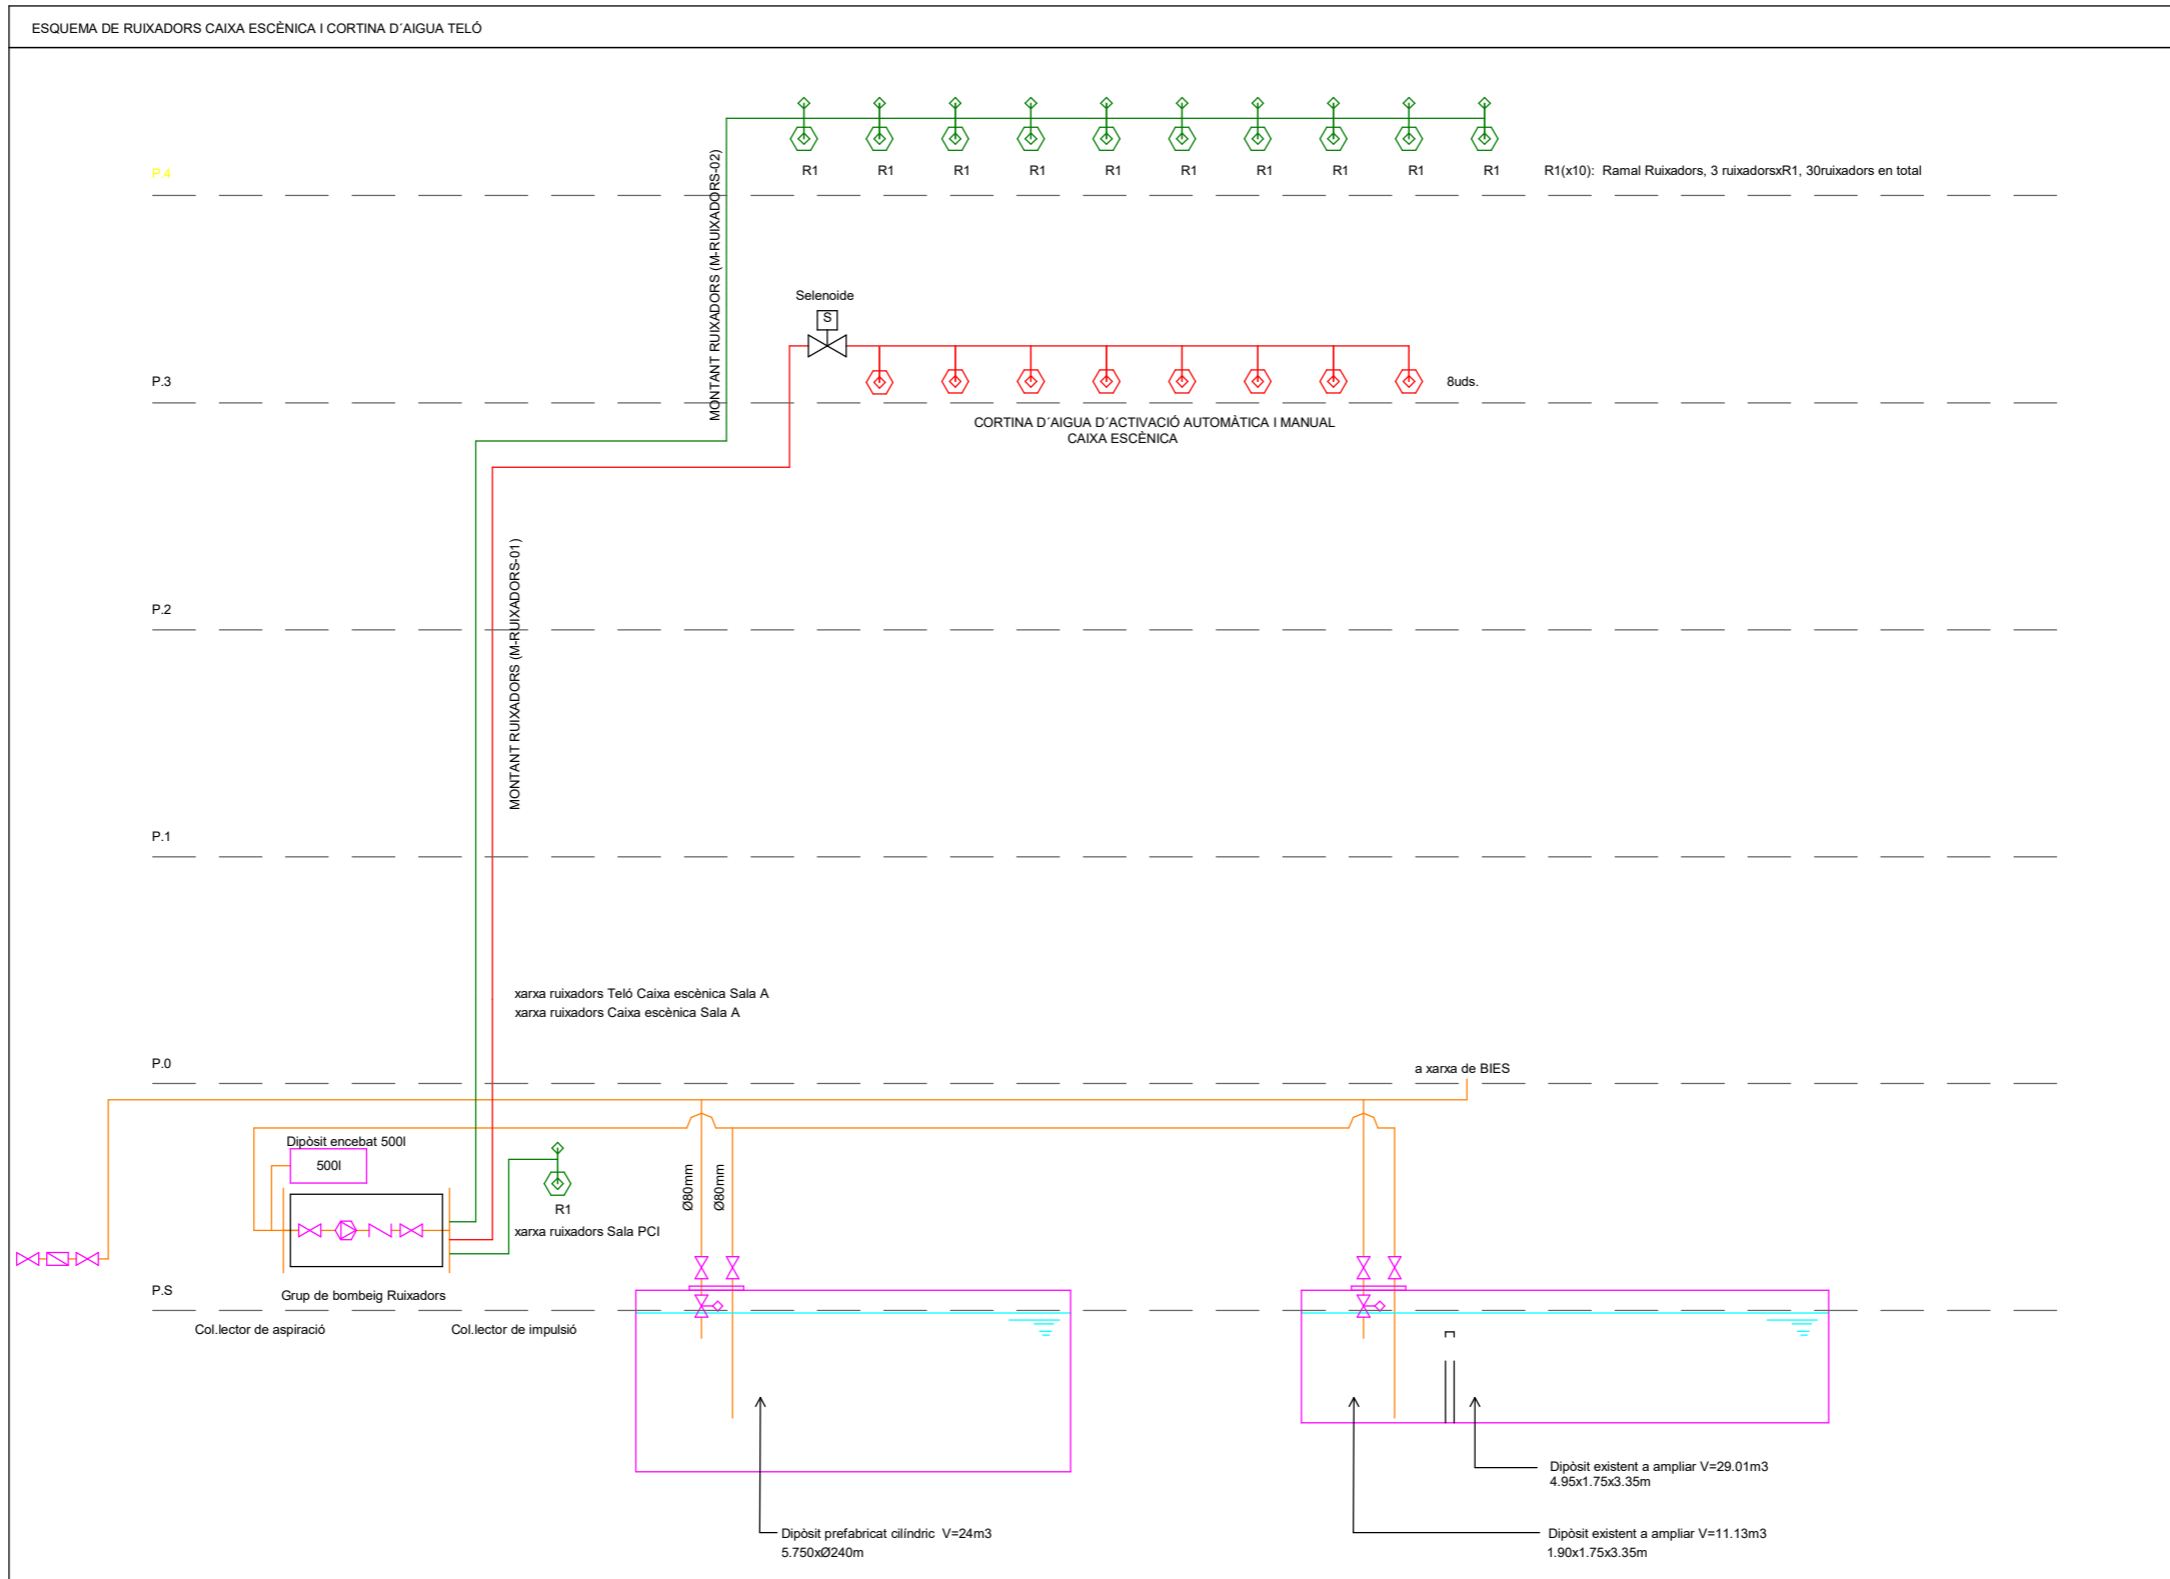 ESQUEMA DE RUIXADORS CAIXA ESCÈNICA I CORTINA D´AIGUA TELÓ
P.4
R1 R1 R1 R1 R1 R1 R1 R1 R1 R1
R1(x10): Ramal Ruixadors, 3 ruixadorsxR1, 30ruixadors en total
MONTANT RUIXADORS (M-RUIXADORS-02)
Selenoide
S
P.3
8uds.
CORTINA D´AIGUA D´ACTIVACIÓ AUTOMÀTICA I MANUAL
CAIXA ESCÈNICA
MONTANT RUIXADORS (M-RUIXADORS-01)
P.2
P.1
xarxa ruixadors Teló Caixa escènica Sala A
xarxa ruixadors Caixa escènica Sala A
P.0
a xarxa de BIES
Dipòsit encebat 500l
500l
R1
xarxa ruixadors Sala PCI
Ø80mm
Ø80mm
P.S
Grup de bombeig Ruixadors
Col.lector de aspiració
Col.lector de impulsió
Dipòsit existent a ampliar V=29.01m3
4.95x1.75x3.35m
Dipòsit prefabricat cilíndric V=24m3
5.750xØ240m
Dipòsit existent a ampliar V=11.13m3
1.90x1.75x3.35m